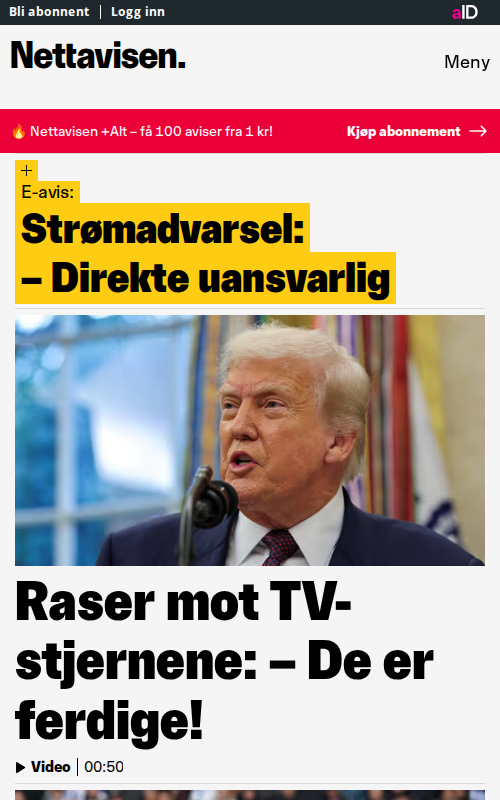 Bli abonnent | Logg inn aID
Nettavisen.
Meny
🔥 Nettavisen +Alt – få 100 aviser fra 1 kr! Kjøp abonnement →
+
E-avis:
Strømadvarsel:
– Direkte uansvarlig
Raser mot TV-
stjernene: – De er
ferdige!
Video | 00:50